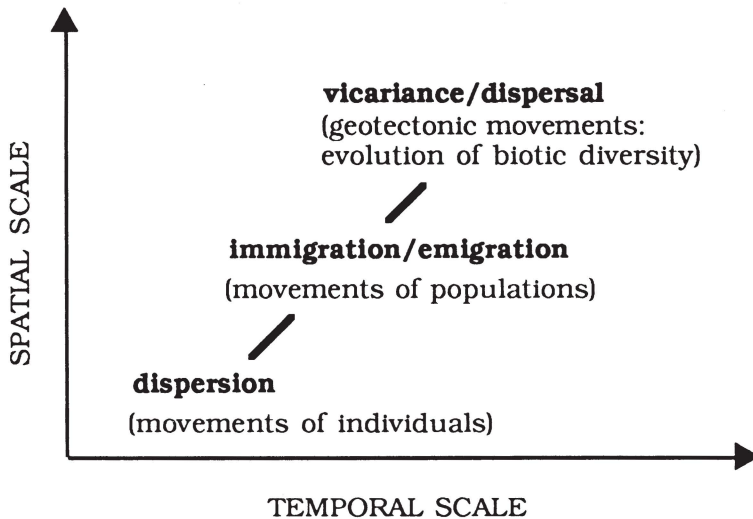 SPATIAL SCALE
vicariance/dispersal
(geotectonic movements:
evolution of biotic diversity)
immigration/emigration
(movements of populations)
dispersion
(movements of individuals)
TEMPORAL SCALE